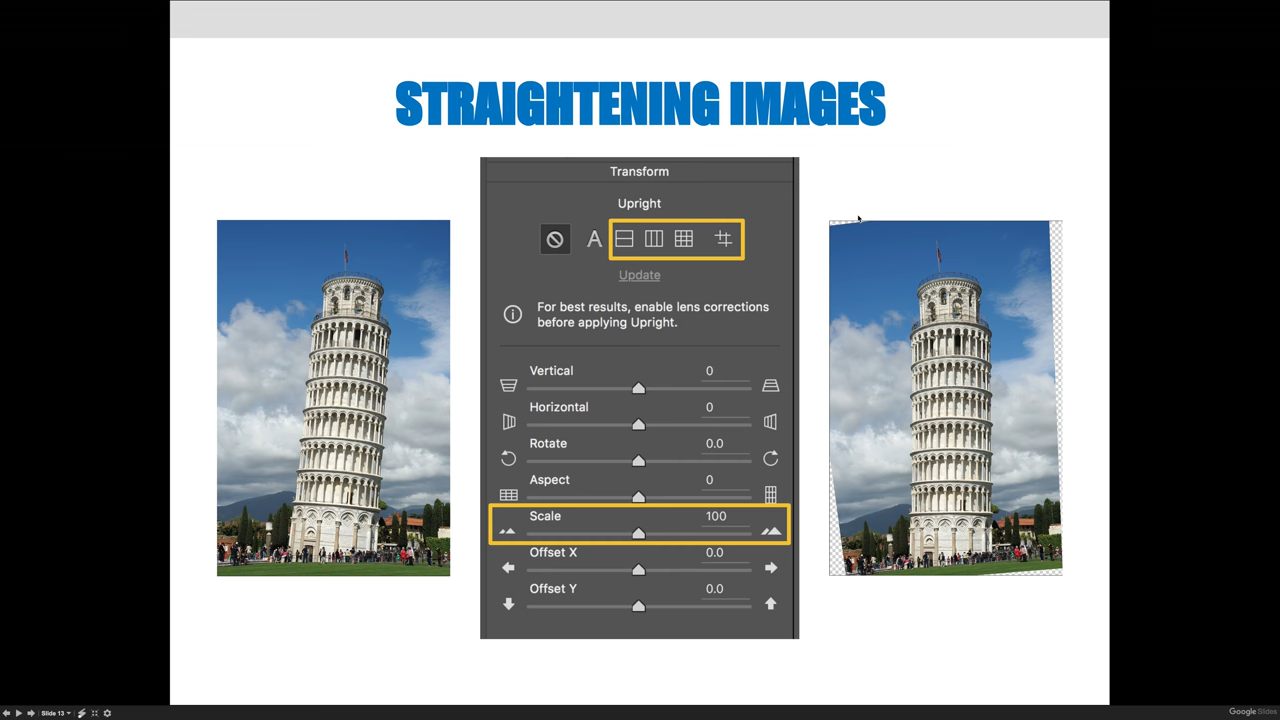 STRAIGHTENING IMAGES
Transform
Upright
A
Update
For best results, enable lens corrections
before applying Upright.
Vertical 0
Horizontal 0
Rotate 0.0
Aspect 0
Scale 100
Offset X 0.0
Offset Y 0.0
Slide 13
Google Slides